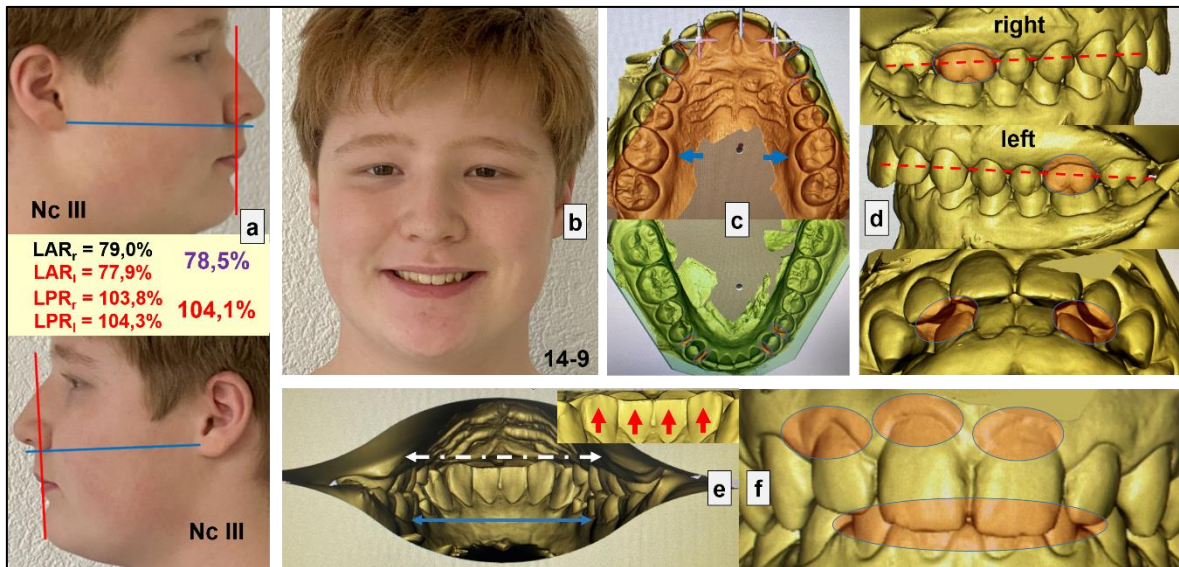 Nc III
a
LARr = 79,0%
LARl = 77,9%
78,5%
LPRr = 103,8%
LPRl = 104,3%
104,1%
Nc III
b
14-9
c
right
left
d
e
f